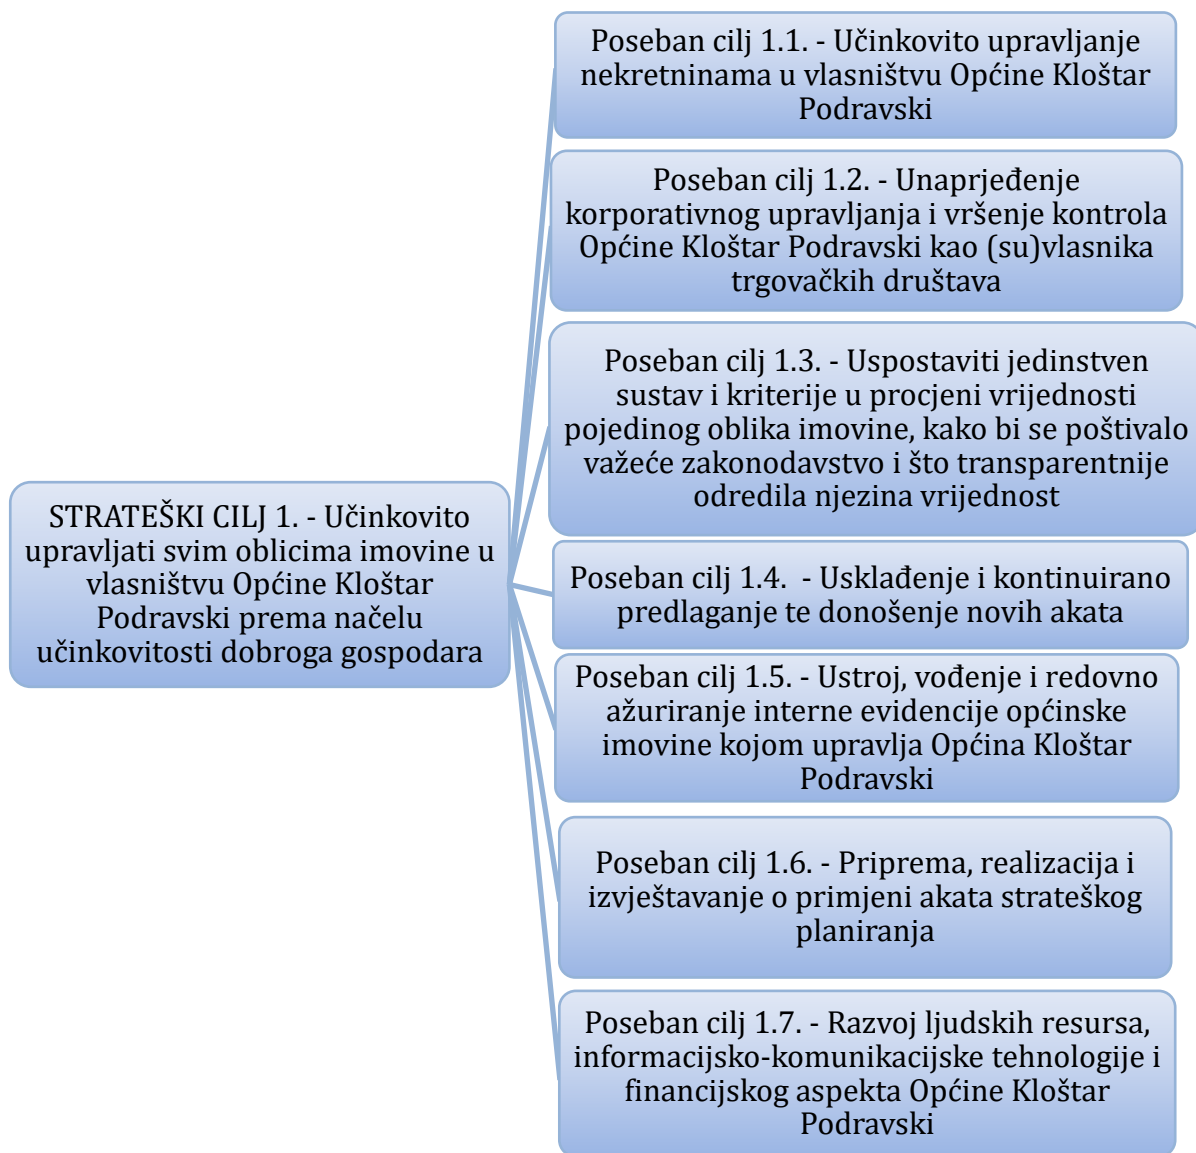 STRATEŠKI CILJ 1. - Učinkovito
upravljati svim oblicima imovine u
vlasništvu Općine Kloštar
Podravski prema načelu
učinkovitosti dobroga gospodara
Poseban cilj 1.1. - Učinkovito upravljanje
nekretninama u vlasništvu Općine Kloštar
Podravski
Poseban cilj 1.2. - Unaprjeđenje
korporativnog upravljanja i vršenje kontrola
Općine Kloštar Podravski kao (su)vlasnika
trgovačkih društava
Poseban cilj 1.3. - Uspostaviti jedinstven
sustav i kriterije u procjeni vrijednosti
pojedinog oblika imovine, kako bi se poštivalo
važeće zakonodavstvo i što transparentnije
odredila njezina vrijednost
Poseban cilj 1.4.  - Usklađenje i kontinuirano
predlaganje te donošenje novih akata
Poseban cilj 1.5. - Ustroj, vođenje i redovno
ažuriranje interne evidencije općinske
imovine kojom upravlja Općina Kloštar
Podravski
Poseban cilj 1.6. - Priprema, realizacija i
izvještavanje o primjeni akata strateškog
planiranja
Poseban cilj 1.7. - Razvoj ljudskih resursa,
informacijsko-komunikacijske tehnologije i
financijskog aspekta Općine Kloštar
Podravski